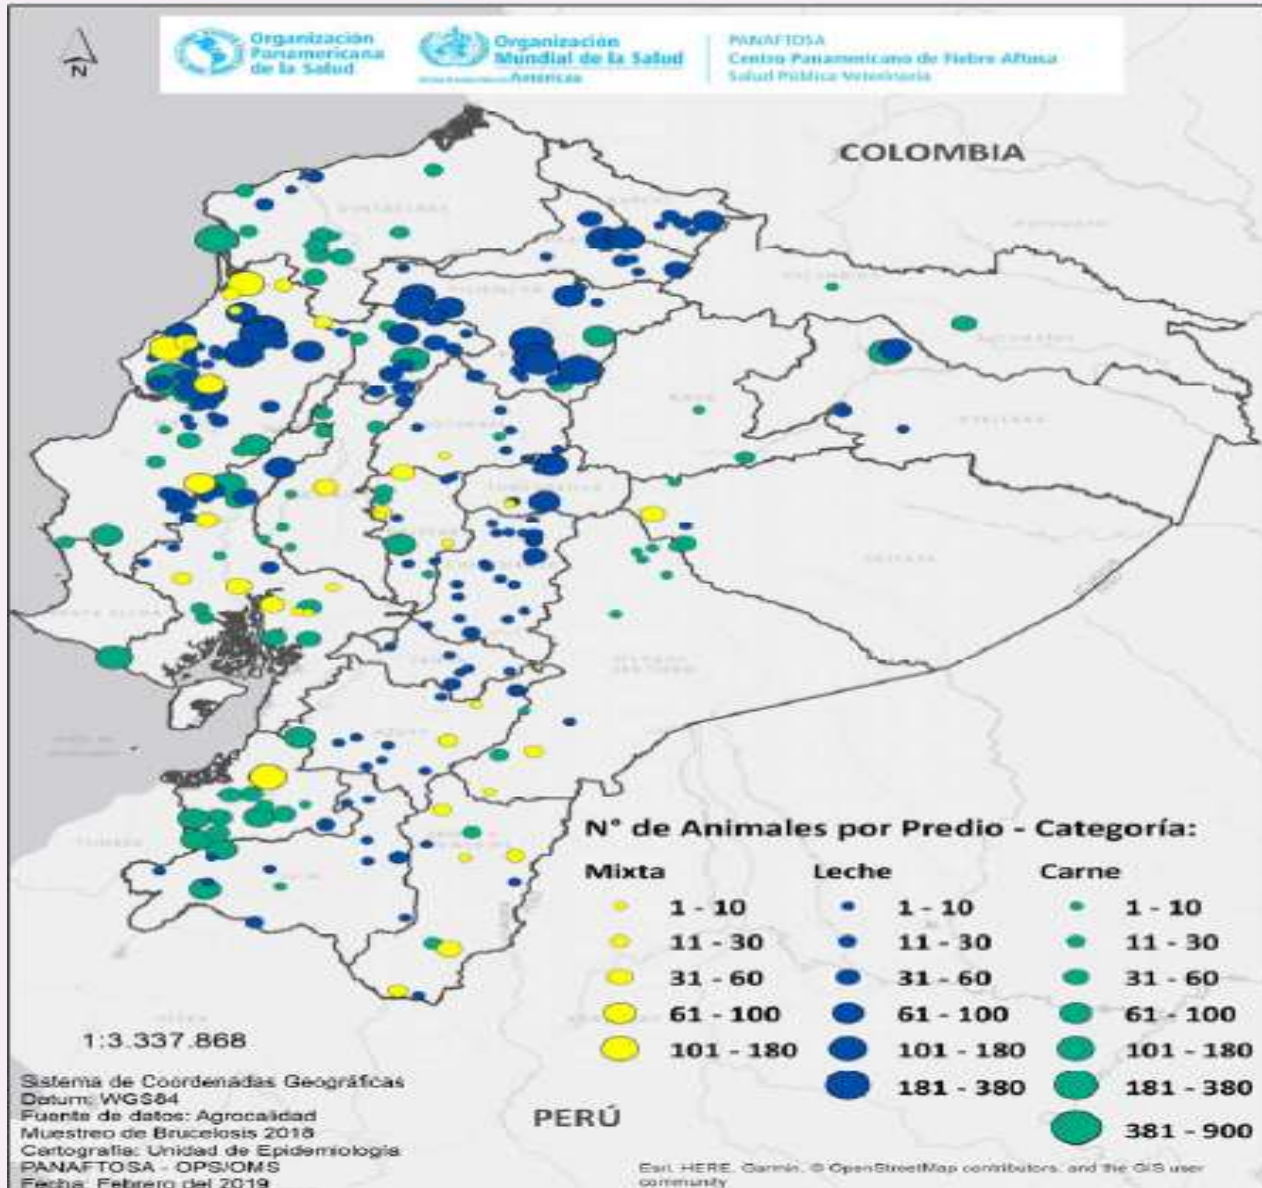 Organización
Panamericana
de la Salud
Organización
Mundial de la Salud
Américas
PANAFTOSA
Centro Panamericano de Fiebre Aftosa
Salud Pública Veterinaria
N
COLOMBIA
N° de Animales por Predio - Categoría:
Mixta Leche Carne
1 - 10 1 - 10 1 - 10
11 - 30 11 - 30 11 - 30
31 - 60 31 - 60 31 - 60
61 - 100 61 - 100 61 - 100
101 - 180 101 - 180 101 - 180
181 - 380 181 - 380
381 - 900
1:3.337.868
Sistema de Coordenadas Geográficas
Datum: WGS84
Fuente de datos: Agrocalidad
Muestreo de Brucelosis 2018
Cartografía: Unidad de Epidemiología
PANAFTOSA - OPS/OMS
Fecha: Febrero del 2019
PERÚ
Esri, HERE, Garmin, © OpenStreetMap contributors, and the GIS user
community